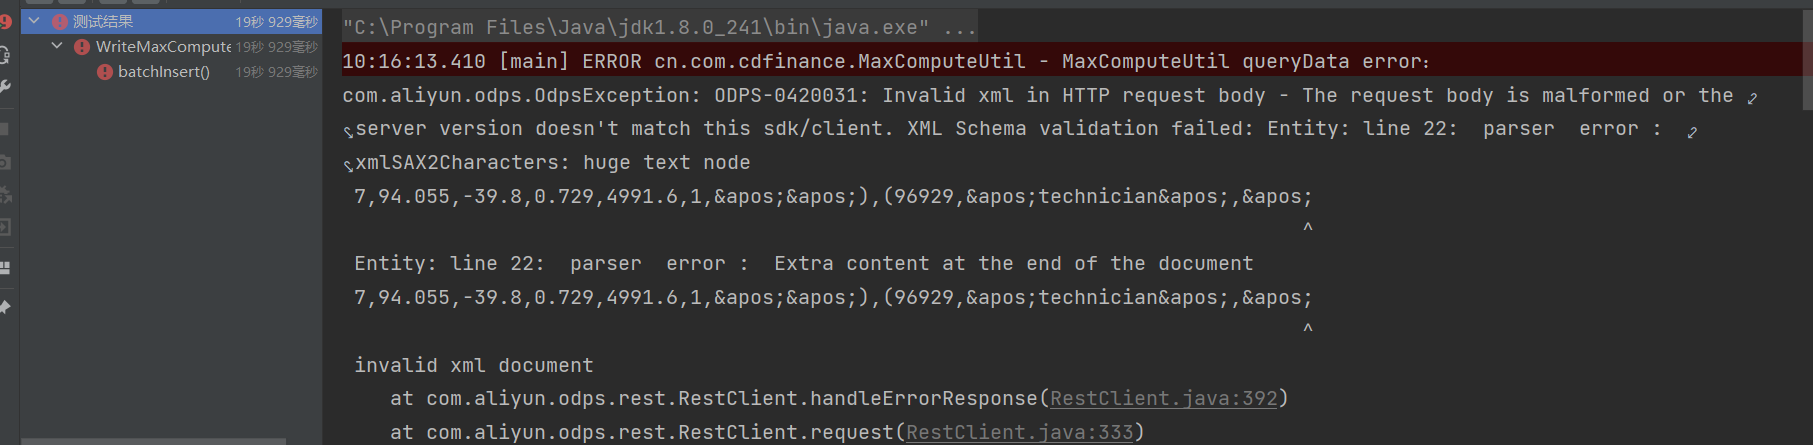 测试结果 19秒 929毫秒
WriteMaxCompute 19秒 929毫秒
batchInsert() 19秒 929毫秒
"C:\Program Files\Java\jdk1.8.0_241\bin\java.exe" ...
10:16:13.410 [main] ERROR cn.com.cdfinance.MaxComputeUtil - MaxComputeUtil queryData error:
com.aliyun.odps.OdpsException: ODPS-0420031: Invalid xml in HTTP request body - The request body is malformed or the
server version doesn't match this sdk/client. XML Schema validation failed: Entity: line 22:  parser  error :
xmlSAX2Characters: huge text node
7,94.055,-39.8,0.729,4991.6,1,&apos;&apos;),(96929,&apos;technician&apos;,&apos;
^
Entity: line 22:  parser  error :  Extra content at the end of the document
7,94.055,-39.8,0.729,4991.6,1,&apos;&apos;),(96929,&apos;technician&apos;,&apos;
^
invalid xml document
at com.aliyun.odps.rest.RestClient.handleErrorResponse(RestClient.java:392)
at com.aliyun.odps.rest.RestClient.request(RestClient.java:333)